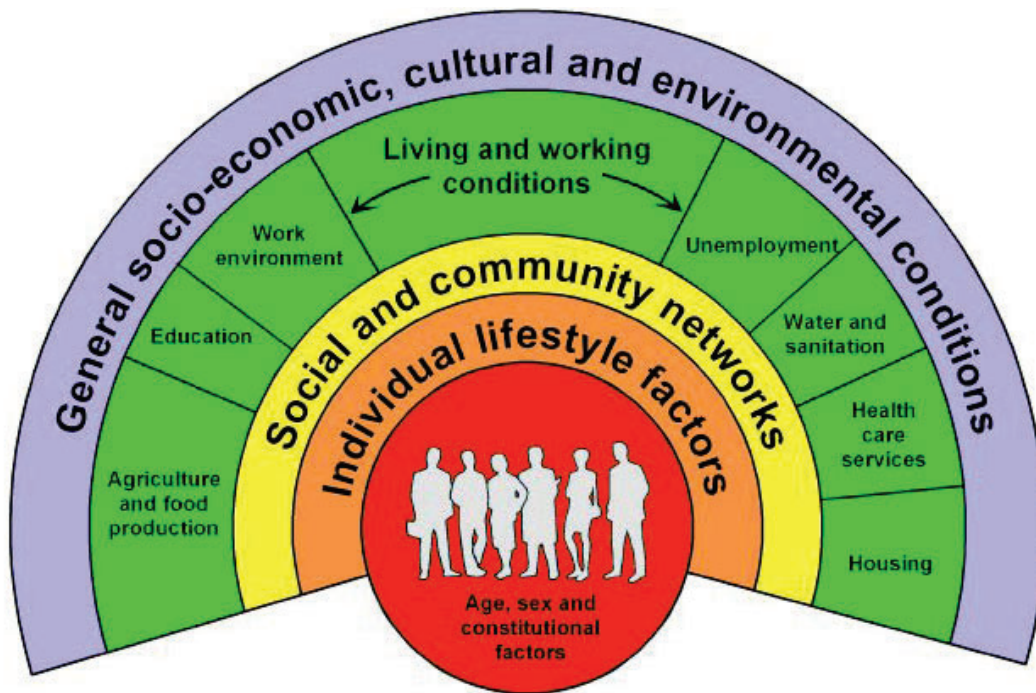 General socio-economic, cultural and environmental conditions
Living and working
conditions
Work
environment
Unemployment
Education
Water and
sanitation
Agriculture
and food
production
Health
care
services
Housing
Social and community networks
Individual lifestyle factors
Age, sex and
constitutional
factors